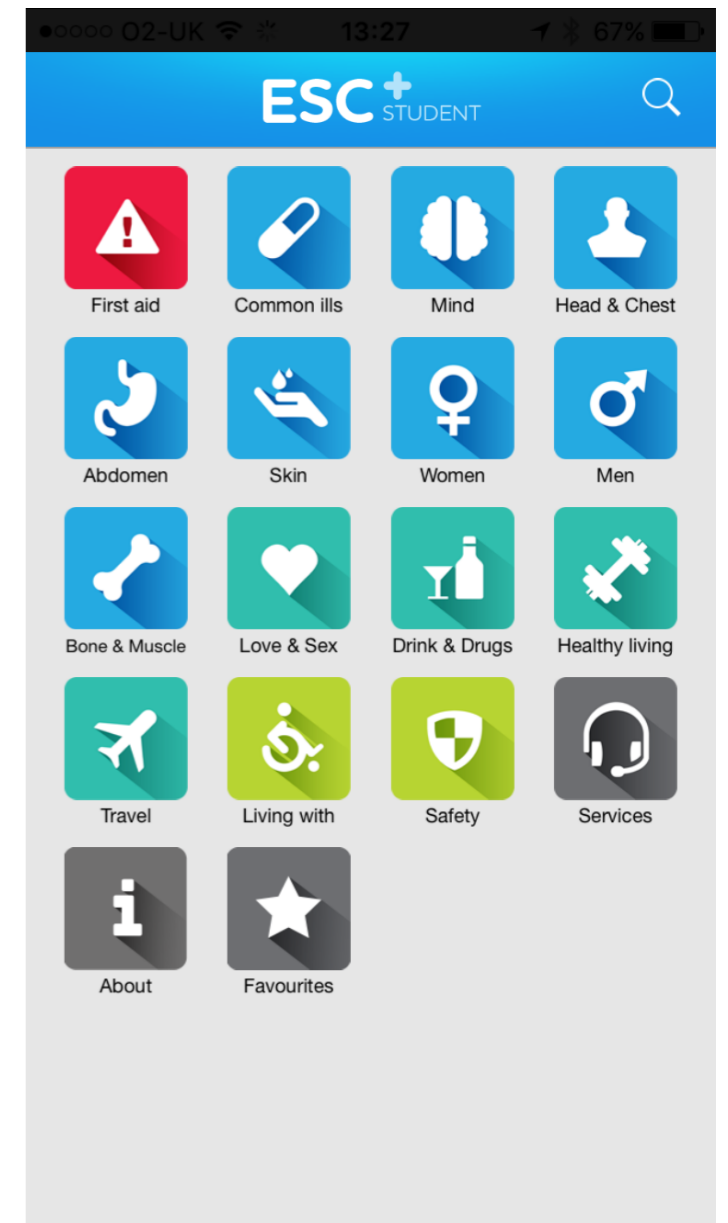 O2-UK 13:27 67%
ESC+ STUDENT
First aid Common ills Mind Head & Chest
Abdomen Skin Women Men
Bone & Muscle Love & Sex Drink & Drugs Healthy living
Travel Living with Safety Services
About Favourites